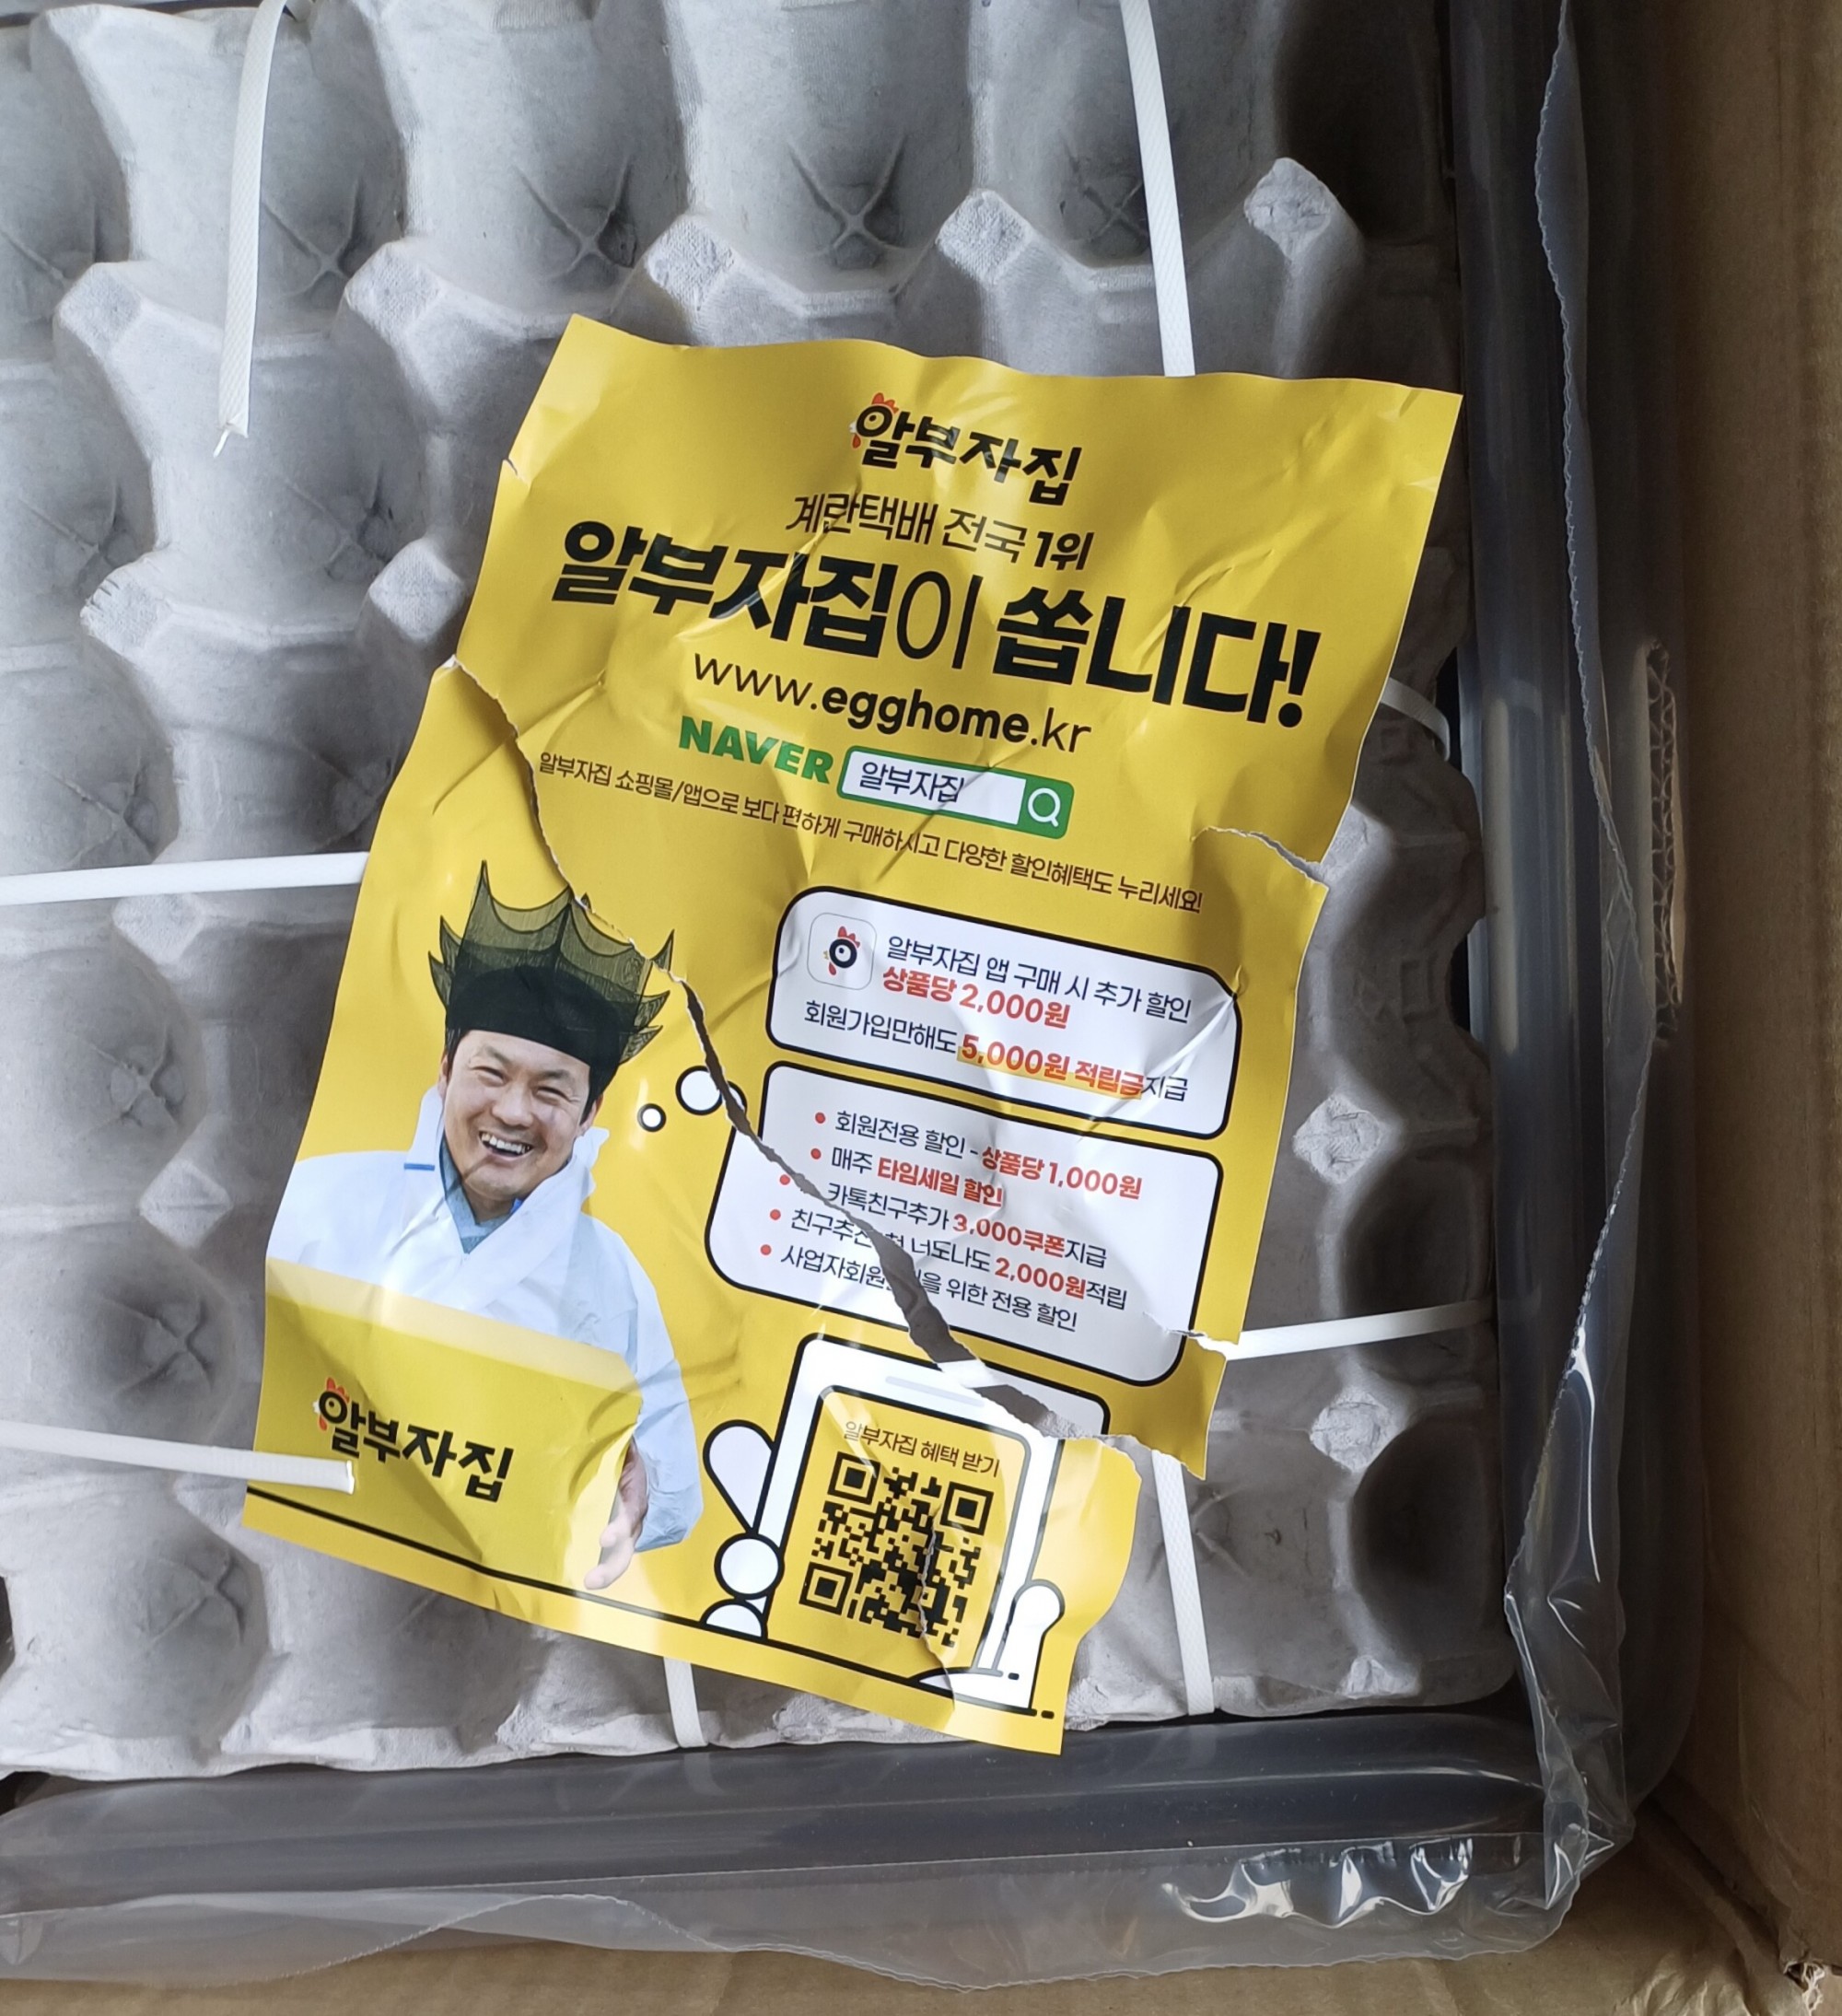 알부자집
계란택배 전국 1위
알부자집이 쏩니다!
www.egghome.kr
NAVER 알부자집
알부자집 쇼핑몰/앱으로 보다 편하게 구매하시고 다양한 할인혜택도 누리세요!
알부자집 앱 구매 시 추가 할인
상품당 2,000원
회원가입만해도 5,000원 적립금지급
• 회원전용 할인 - 상품당 1,000원
• 매주 타임세일 할인
• 카톡친구추가 3,000쿠폰지급
• 너도나도 2,000원적립
• 위한 전용 할인
알부자집 혜택 받기
알부자집